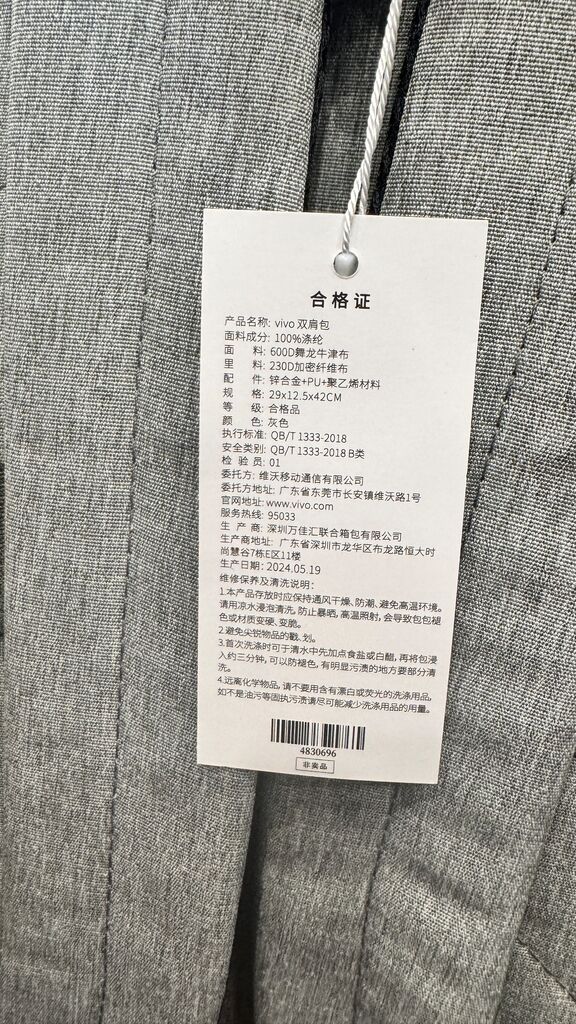 合格证
产品名称: vivo 双肩包
面料成分: 100%涤纶
面 料: 600D舞龙牛津布
里 料: 230D加密纤维布
配 件: 锌合金+PU+聚乙烯材料
规 格: 29x12.5x42CM
等 级: 合格品
颜 色: 灰色
执行标准: QB/T 1333-2018
安全类别: QB/T 1333-2018 B类
检 验 员: 01
委托方: 维沃移动通信有限公司
委托方地址: 广东省东莞市长安镇维沃路1号
官网地址: www.vivo.com
服务热线: 95033
生 产 商: 深圳万佳汇联合箱包有限公司
生产商地址: 广东省深圳市龙华区布龙路恒大时
尚慧谷7栋E区11楼
生产日期: 2024.05.19
维修保养及清洗说明:
1.本产品存放时应保持通风干燥、防潮、避免高温环境。
请用凉水浸泡清洗, 防止暴晒, 高温照射, 会导致包包褪
色或材质变硬、变脆。
2.避免尖锐物品的戳、划。
3.首次洗涤时可于清水中先加点食盐或白醋, 再将包浸
入约三分钟, 可以防褪色, 有明显污渍的地方要部分清
洗。
4.远离化学物品, 请不要用含有漂白或荧光的洗涤用品,
如不是油污等固执污渍请尽可能减少洗涤用品的用量。
4830696
非卖品